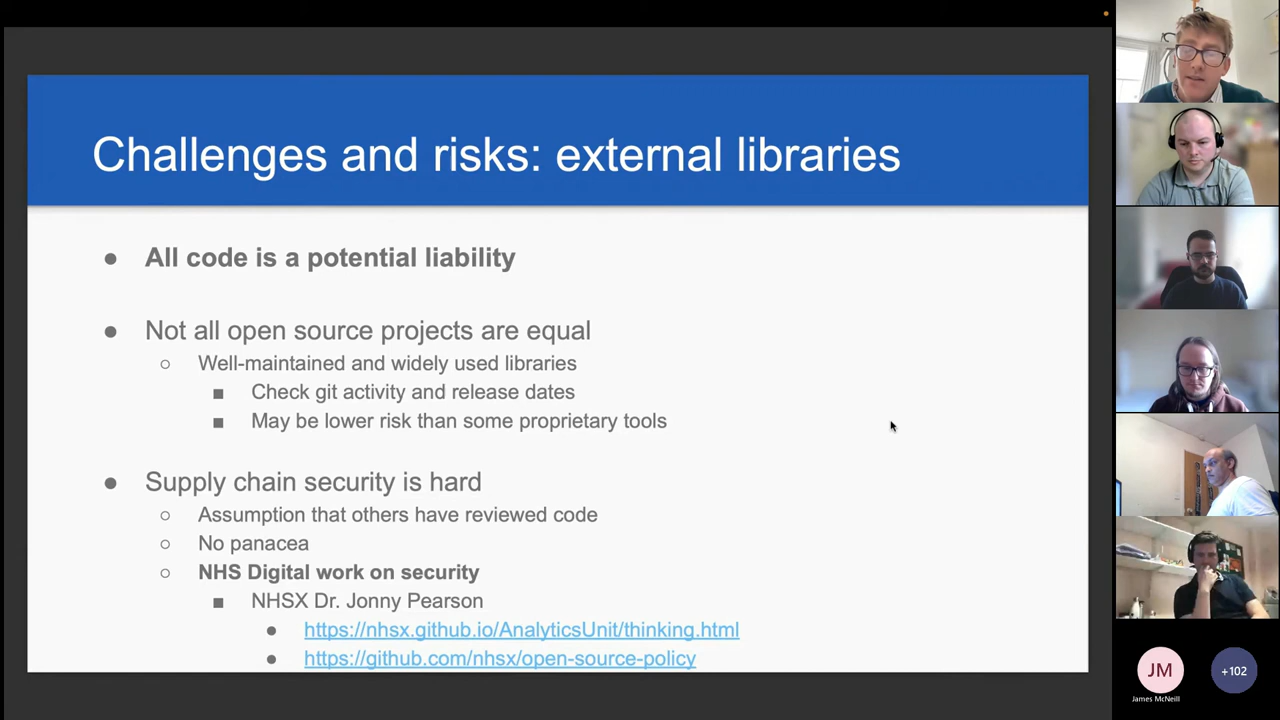 Challenges and risks: external libraries
All code is a potential liability
Not all open source projects are equal
Well-maintained and widely used libraries
Check git activity and release dates
May be lower risk than some proprietary tools
Supply chain security is hard
Assumption that others have reviewed code
No panacea
NHS Digital work on security
NHSX Dr. Jonny Pearson
https://nhsx.github.io/AnalyticsUnit/thinking.html
https://github.com/nhsx/open-source-policy
JM
+102
James McNeill